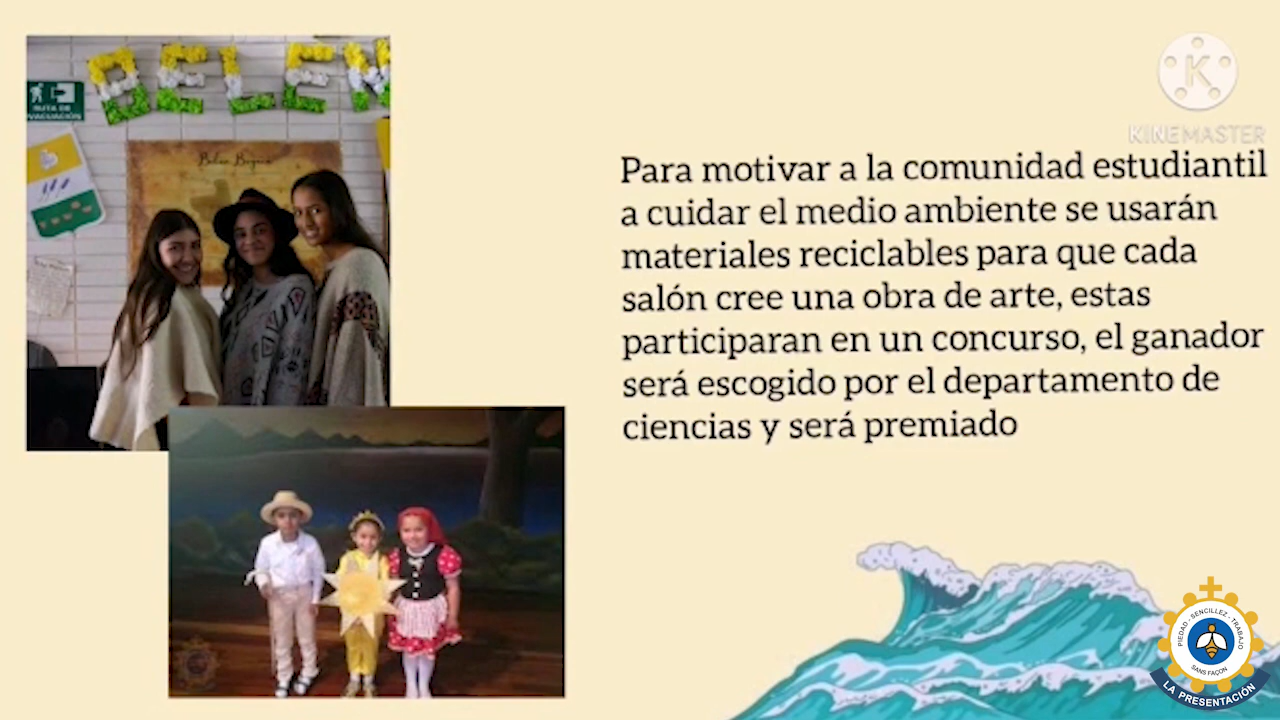 BELEN
RUTA DE
EVACUACIÓN
Belen Boyaca
KINEMASTER
Para motivar a la comunidad estudiantil
a cuidar el medio ambiente se usarán
materiales reciclables para que cada
salón cree una obra de arte, estas
participaran en un concurso, el ganador
será escogido por el departamento de
ciencias y será premiado
PIEDAD - SENCILLEZ - TRABAJO
SANS FAÇON
LA PRESENTACIÓN